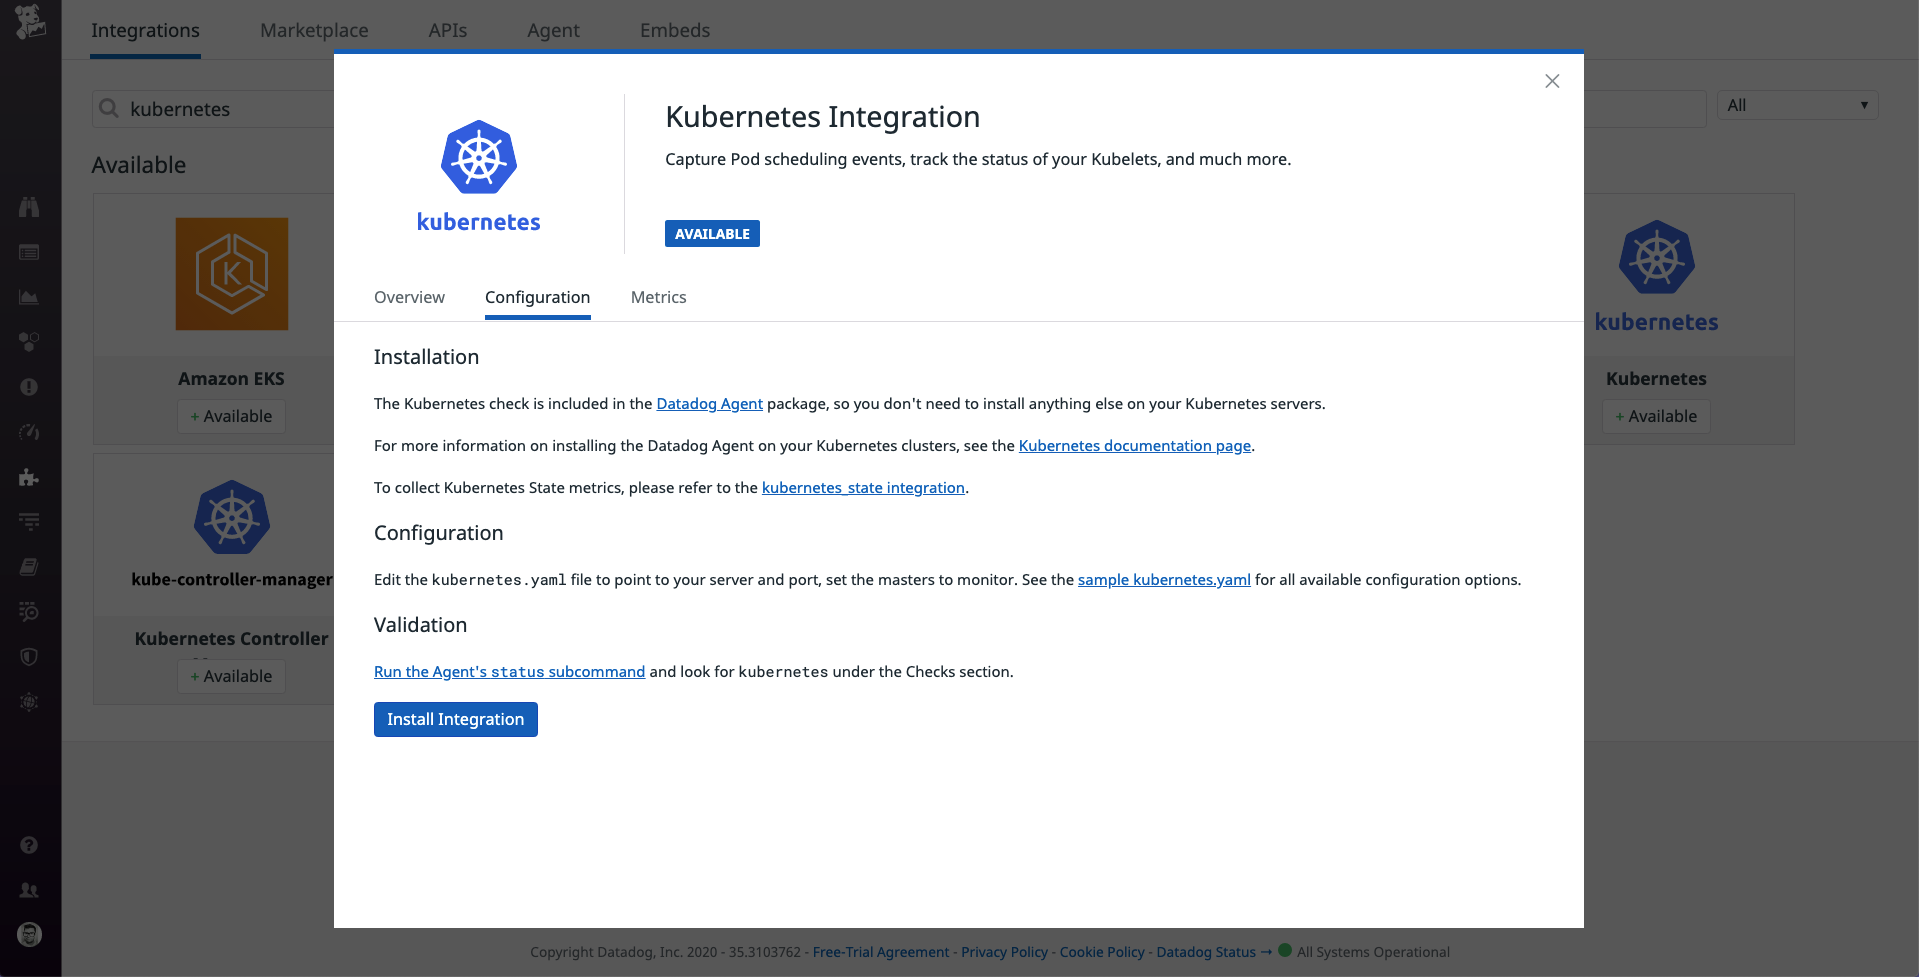 Integrations
Marketplace
APIs
Agent
Embeds
kubernetes
All
Available
Kubernetes Integration
Capture Pod scheduling events, track the status of your Kubelets, and much more.
kubernetes
AVAILABLE
Overview
Configuration
Metrics
Installation
The Kubernetes check is included in the Datadog Agent package, so you don't need to install anything else on your Kubernetes servers.
For more information on installing the Datadog Agent on your Kubernetes clusters, see the Kubernetes documentation page.
To collect Kubernetes State metrics, please refer to the kubernetes_state integration.
Configuration
Edit the kubernetes.yaml file to point to your server and port, set the masters to monitor. See the sample kubernetes.yaml for all available configuration options.
Validation
Run the Agent's status subcommand and look for kubernetes under the Checks section.
Install Integration
K
Amazon EKS
+ Available
kube-controller-manager
Kubernetes Controller
+ Available
kubernetes
Kubernetes
+ Available
Copyright Datadog, Inc. 2020 - 35.3103762 - Free-Trial Agreement - Privacy Policy - Cookie Policy - Datadog Status → All Systems Operational